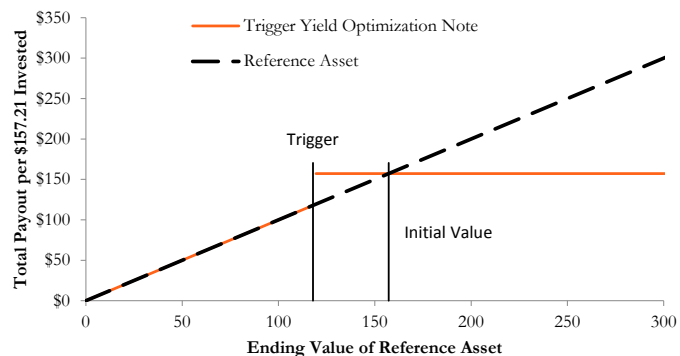 Trigger Yield Optimization Note
Reference Asset
$350
$300
$250
$200
$150
$100
$50
$0
Total Payout per $157.21 Invested
Trigger
Initial Value
0 50 100 150 200 250 300
Ending Value of Reference Asset